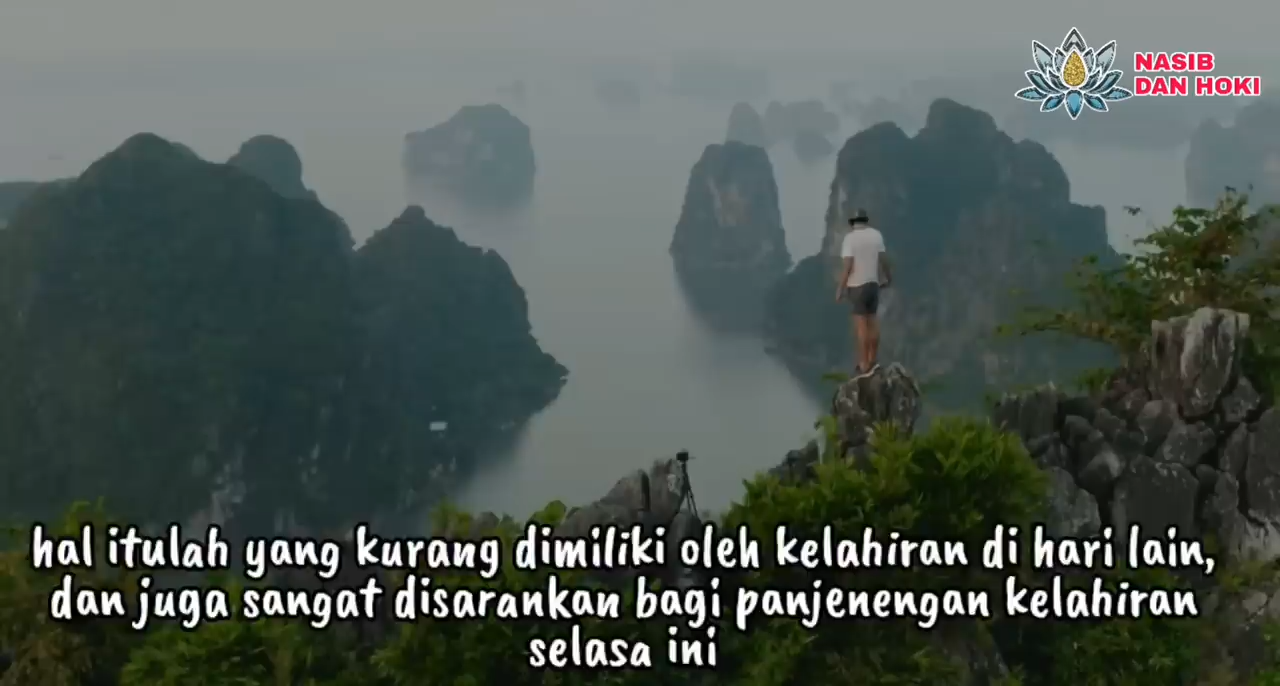 NASIB
DAN HOKI
hal itulah yang kurang dimiliki oleh kelahiran di hari lain,
dan juga sangat disarankan bagi panjenengan kelahiran
selasa ini